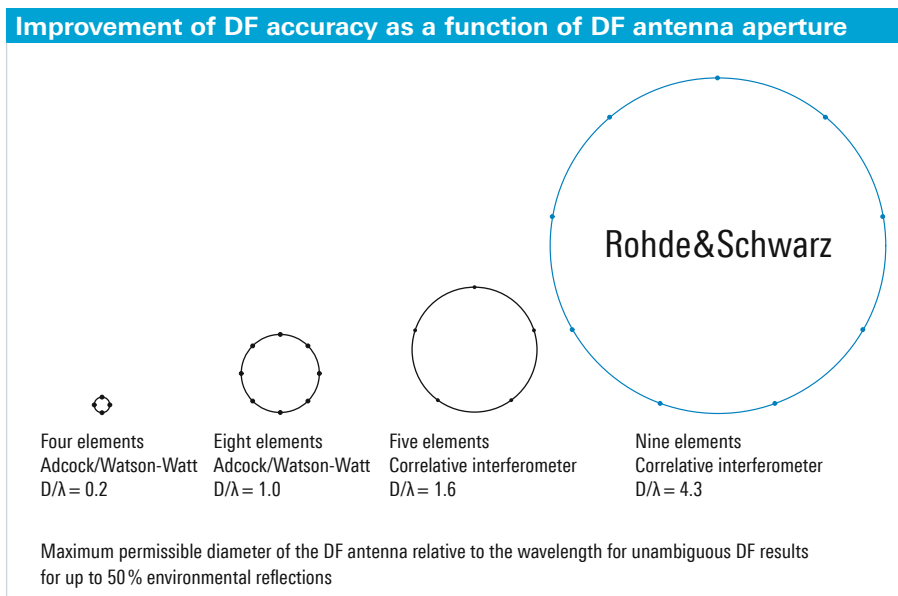 Improvement of DF accuracy as a function of DF antenna aperture
Rohde&Schwarz
Four elements
Adcock/Watson-Watt
D/λ = 0.2
Eight elements
Adcock/Watson-Watt
D/λ = 1.0
Five elements
Correlative interferometer
D/λ = 1.6
Nine elements
Correlative interferometer
D/λ = 4.3
Maximum permissible diameter of the DF antenna relative to the wavelength for unambiguous DF results
for up to 50 % environmental reflections